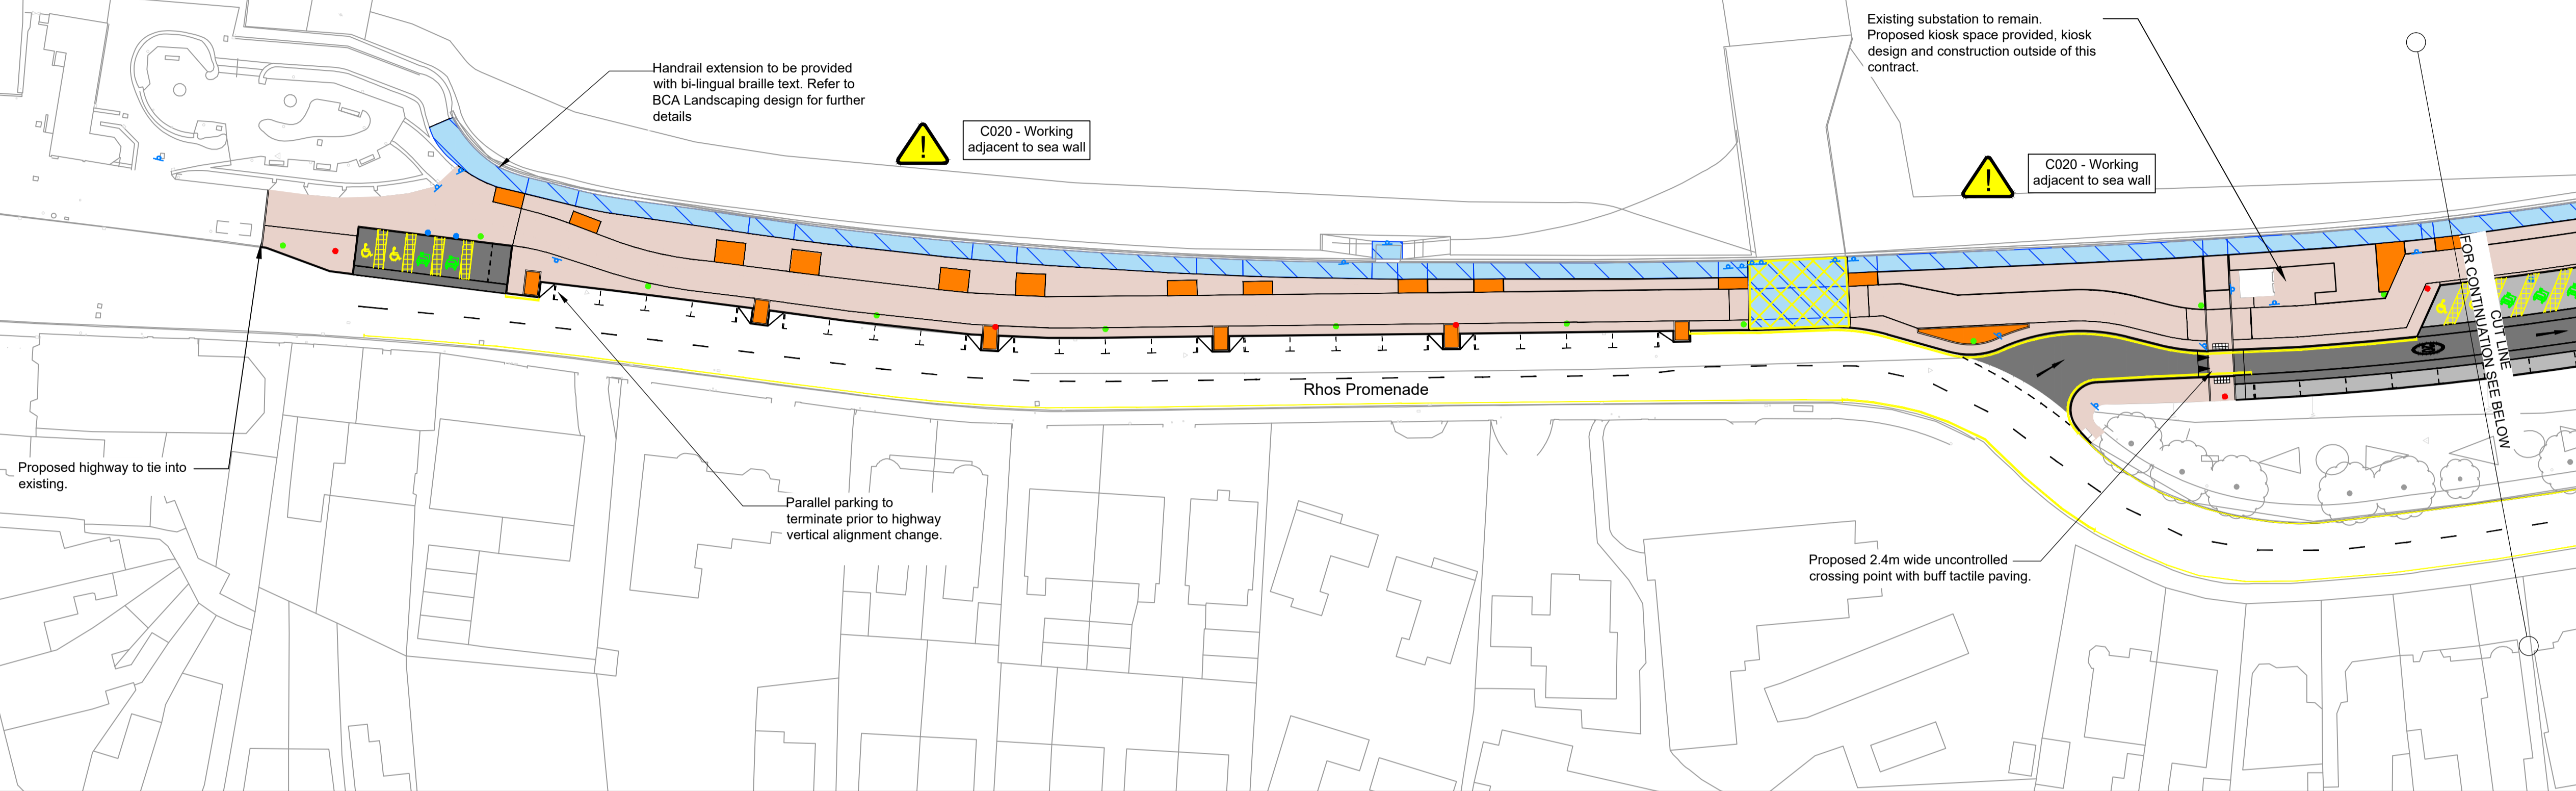 Existing substation to remain.
Proposed kiosk space provided, kiosk
design and construction outside of this
contract.
Handrail extension to be provided
with bi-lingual braille text. Refer to
BCA Landscaping design for further
details
C020 - Working
adjacent to sea wall
C020 - Working
adjacent to sea wall
FOR CONTINUATION SEE BELOW
CUT LINE
Rhos Promenade
Proposed highway to tie into
existing.
Parallel parking to
terminate prior to highway
vertical alignment change.
Proposed 2.4m wide uncontrolled
crossing point with buff tactile paving.